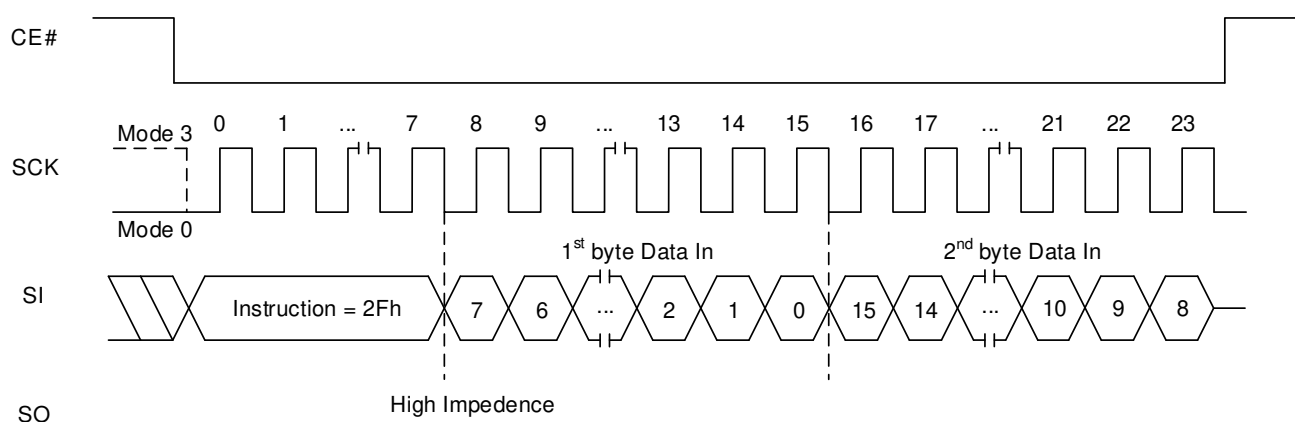 CE#
0 1 ... 7 8 9 ... 13 14 15 16 17 ... 21 22 23
Mode 3
SCK
Mode 0
1st byte Data In 2nd byte Data In
SI Instruction = 2Fh 7 6 ... 2 1 0 15 14 ... 10 9 8
High Impedence
SO